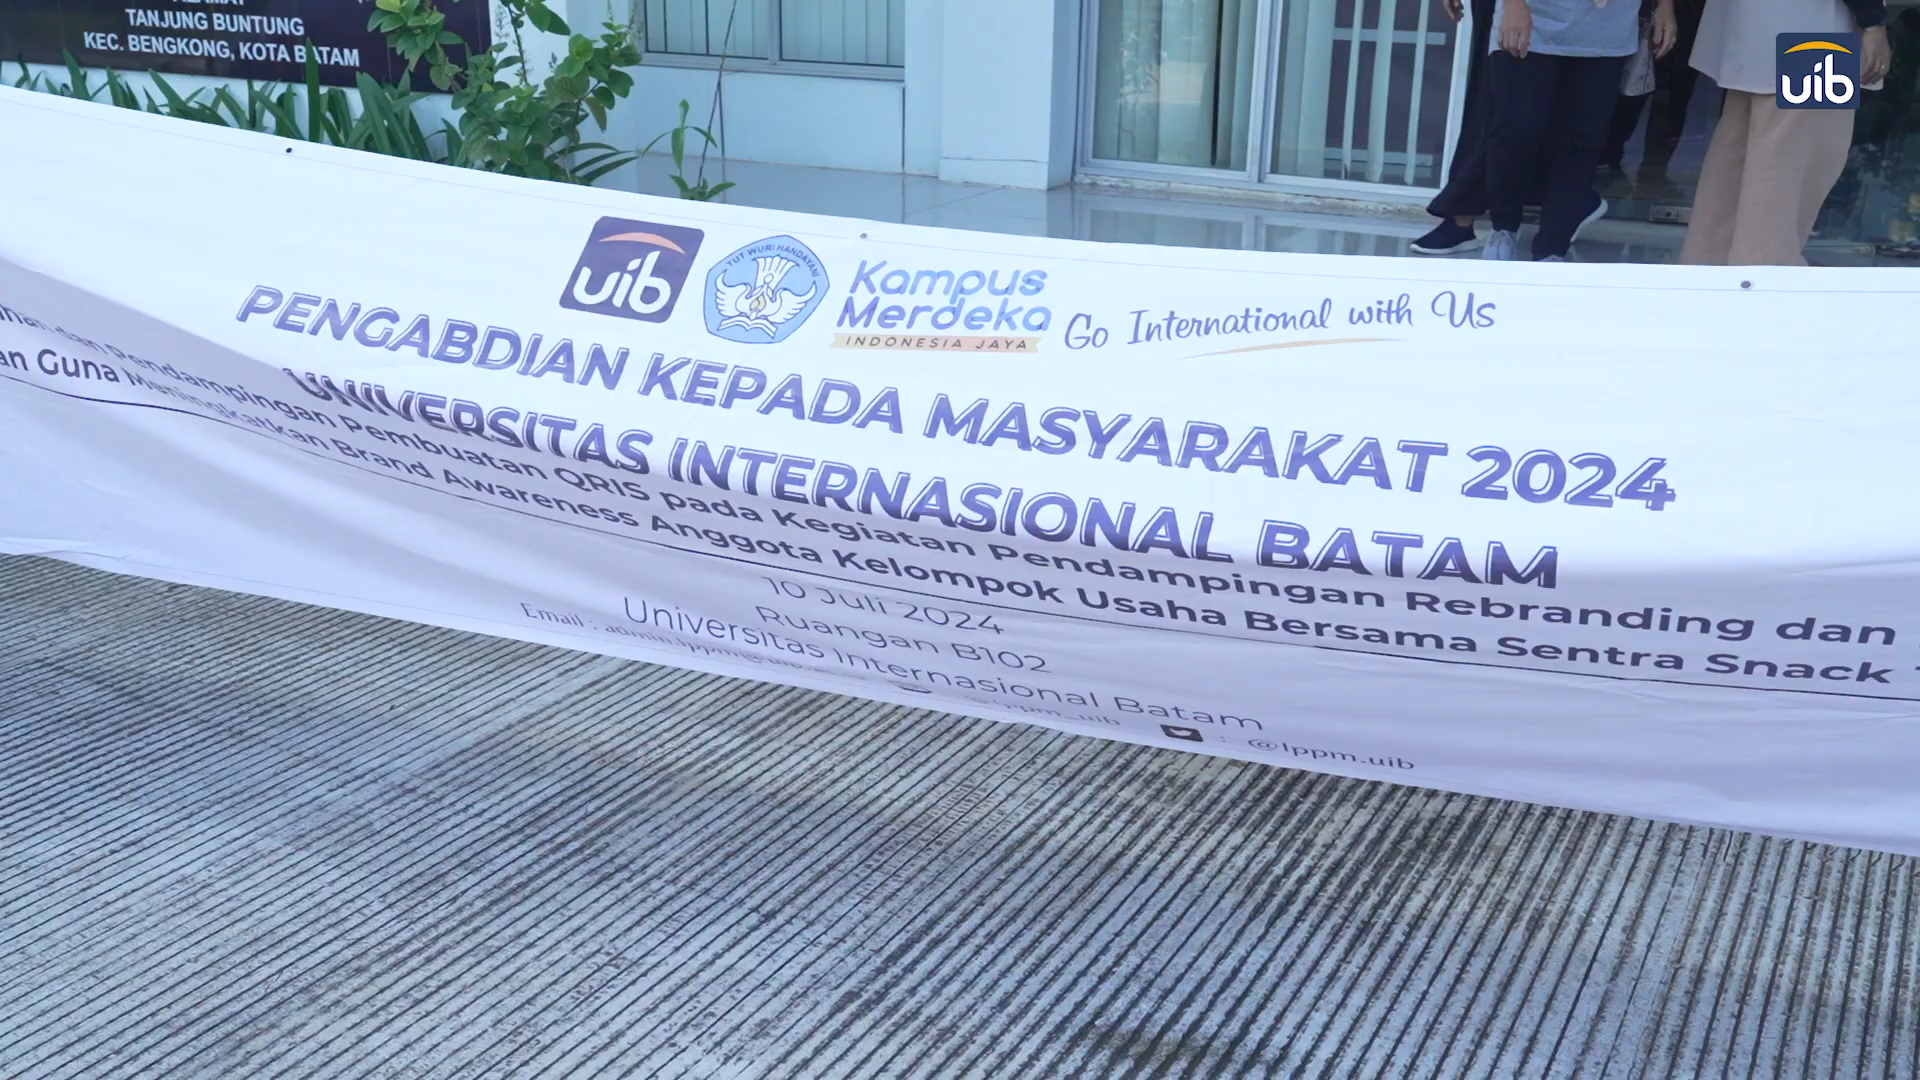 TANJUNG BUNTUNG
KEC. BENGKONG, KOTA BATAM
uib
uib
TUT WURI HANDAYANI
Kampus
Merdeka
INDONESIA JAYA
Go International with Us
PENGABDIAN KEPADA MASYARAKAT 2024
UNIVERSITAS INTERNASIONAL BATAM
dan Pendampingan Pembuatan QRIS pada Kegiatan Pendampingan Rebranding dan
Guna Meningkatkan Brand Awareness Anggota Kelompok Usaha Bersama Sentra Snack
10 Juli 2024
Ruangan B102
Universitas Internasional Batam
Email :
: @lppm.uib